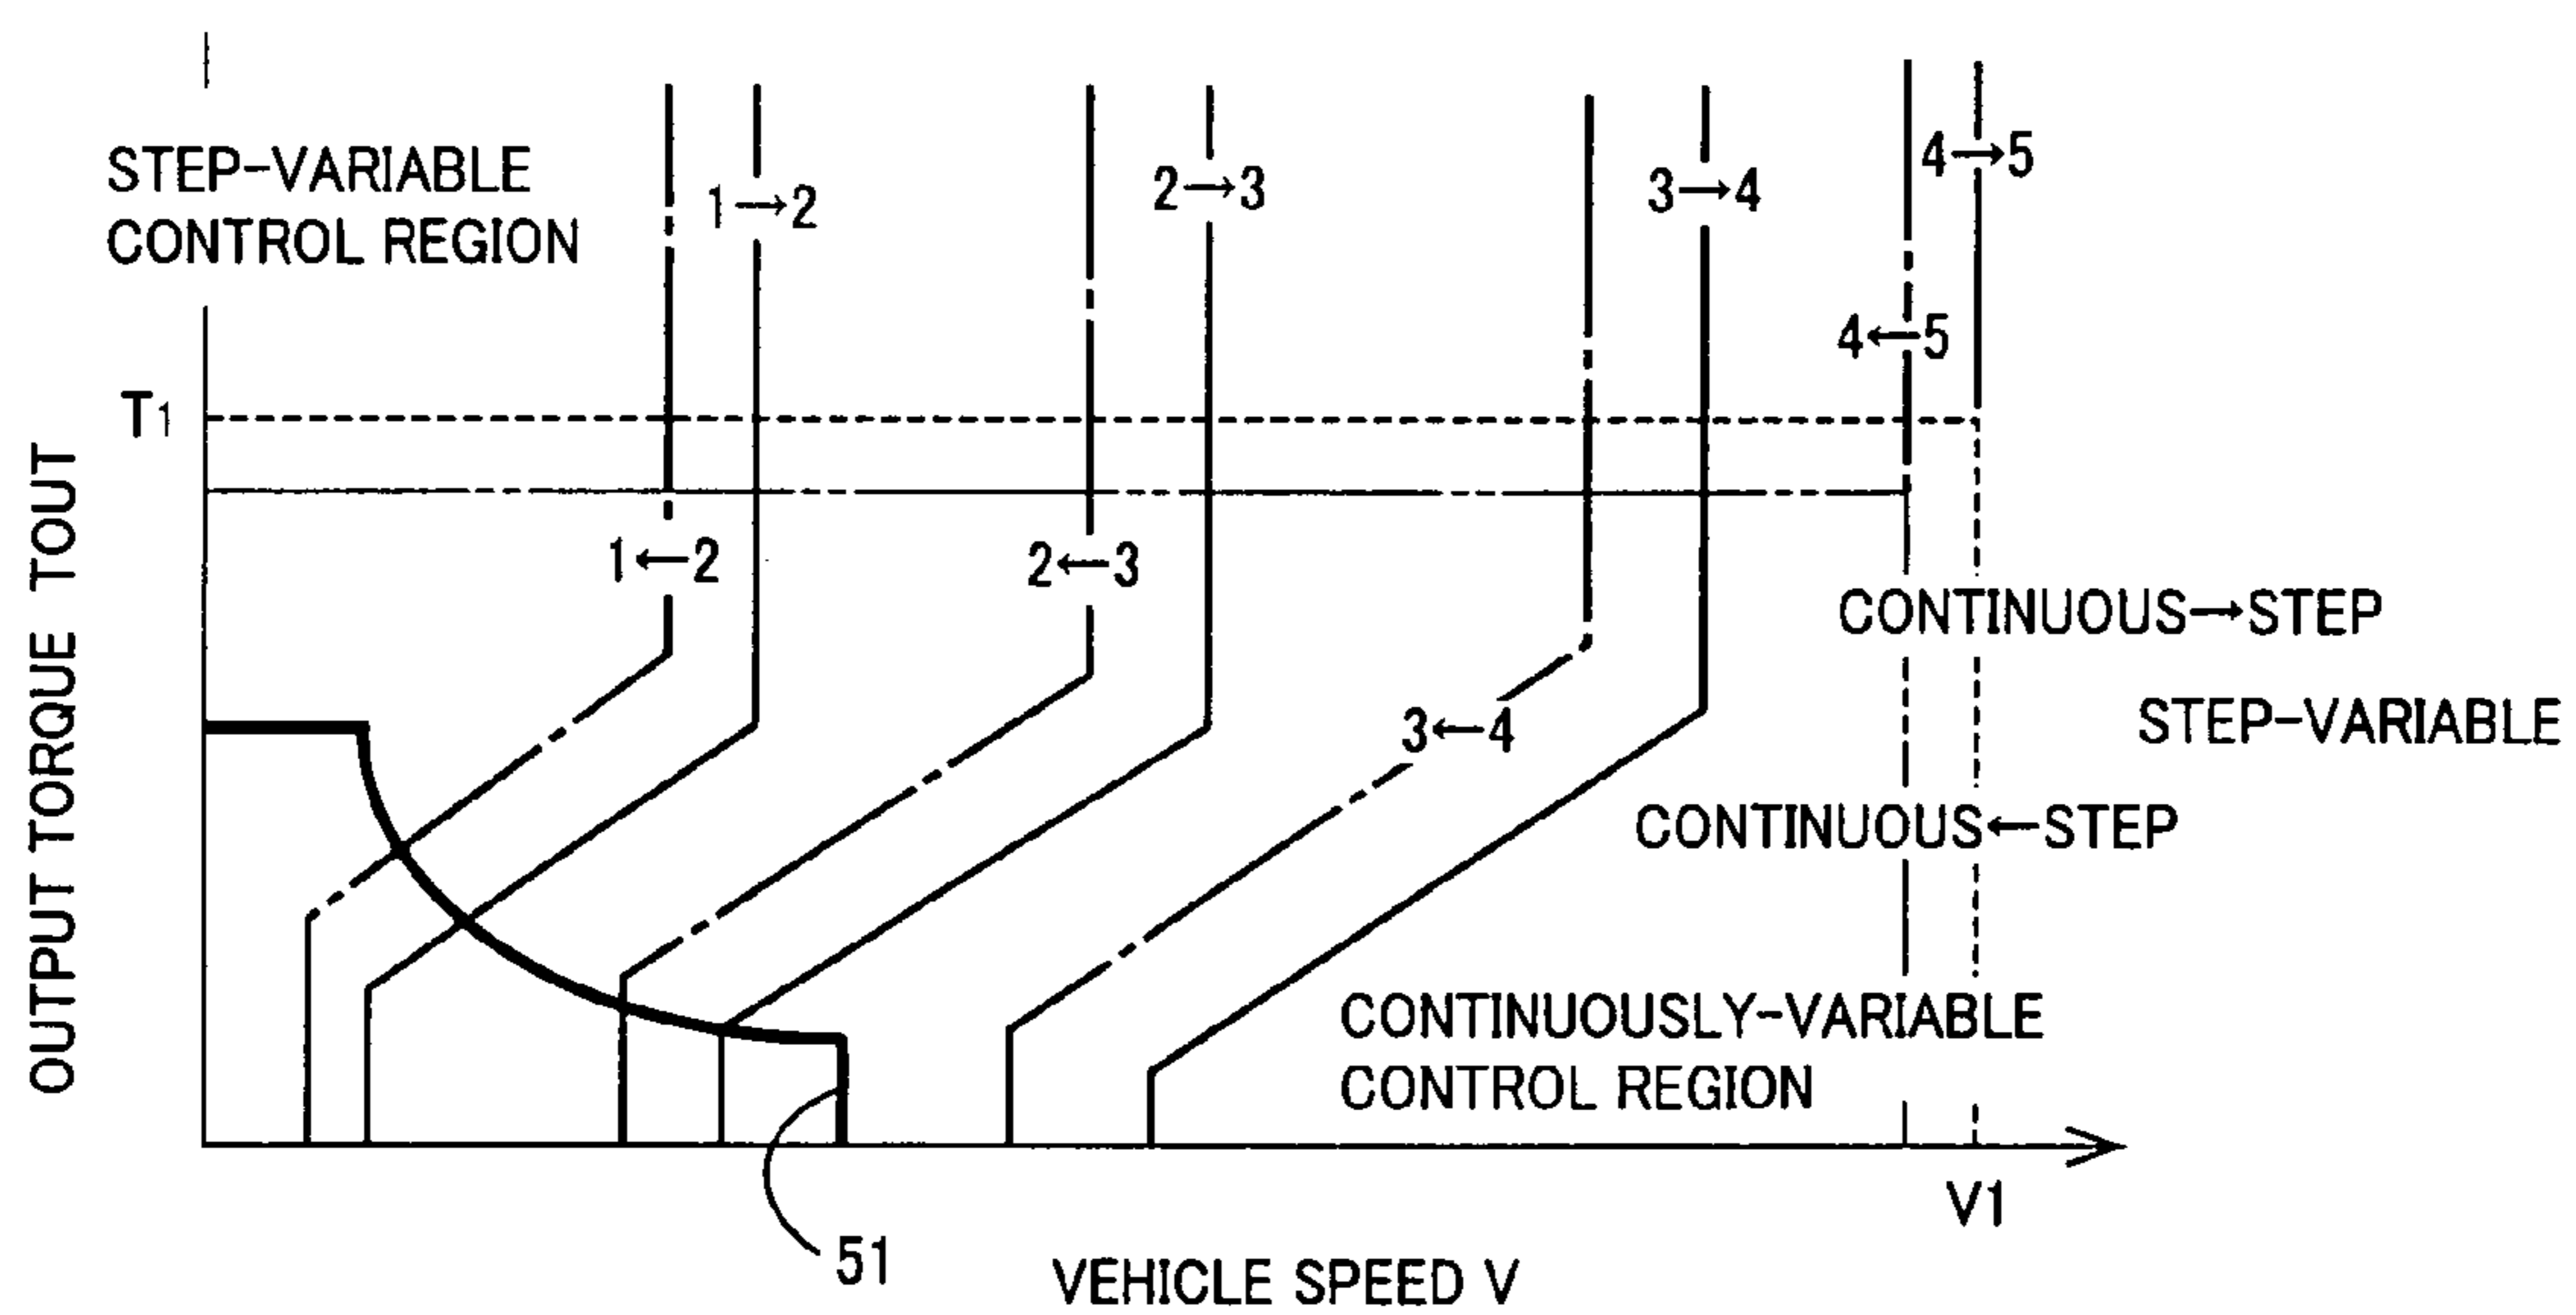 STEP-VARIABLE
CONTROL REGION
1→2
2→3
3→4
4→5
4←5
T1
1←2
2←3
CONTINUOUS→STEP
3←4
STEP-VARIABLE
CONTINUOUS←STEP
CONTINUOUSLY-VARIABLE
CONTROL REGION
OUTPUT TORQUE TOUT
V1
51
VEHICLE SPEED V